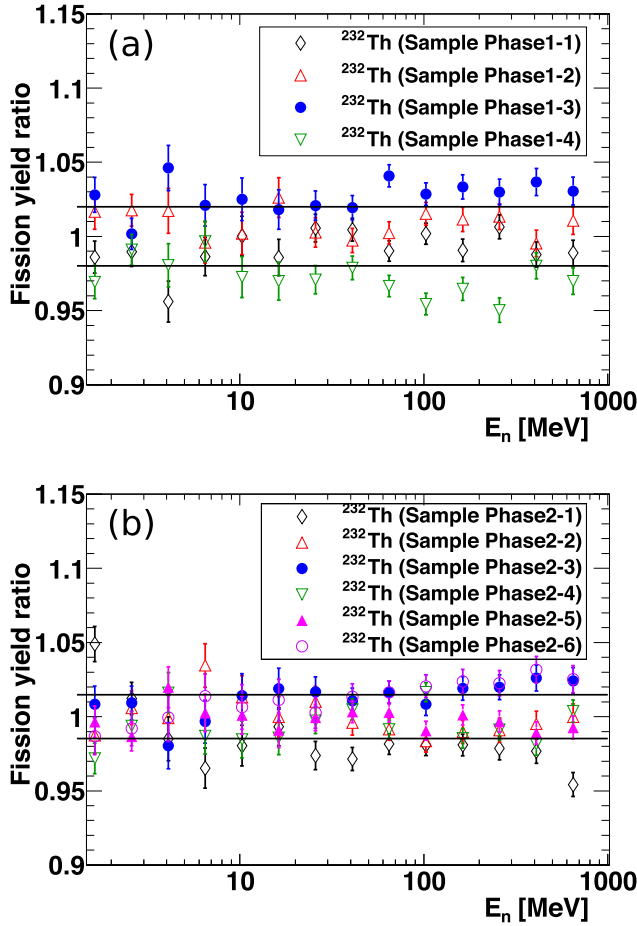 (a)
1.15
1.1
1.05
1
0.95
0.9
Fission yield ratio
²³²Th (Sample Phase1-1)
²³²Th (Sample Phase1-2)
²³²Th (Sample Phase1-3)
²³²Th (Sample Phase1-4)
10 100 1000
Eₙ [MeV]
(b)
1.15
1.1
1.05
1
0.95
0.9
Fission yield ratio
²³²Th (Sample Phase2-1)
²³²Th (Sample Phase2-2)
²³²Th (Sample Phase2-3)
²³²Th (Sample Phase2-4)
²³²Th (Sample Phase2-5)
²³²Th (Sample Phase2-6)
10 100 1000
Eₙ [MeV]